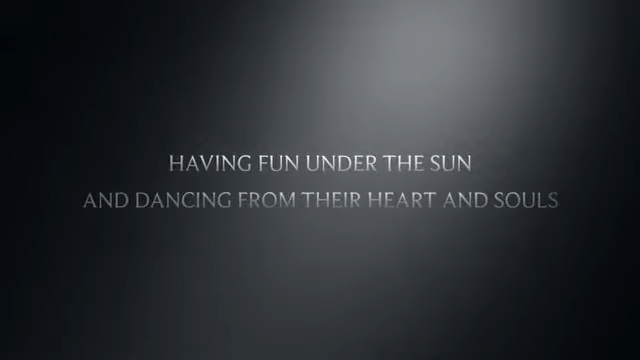 HAVING FUN UNDER THE SUN
AND DANCING FROM THEIR HEART AND SOULS